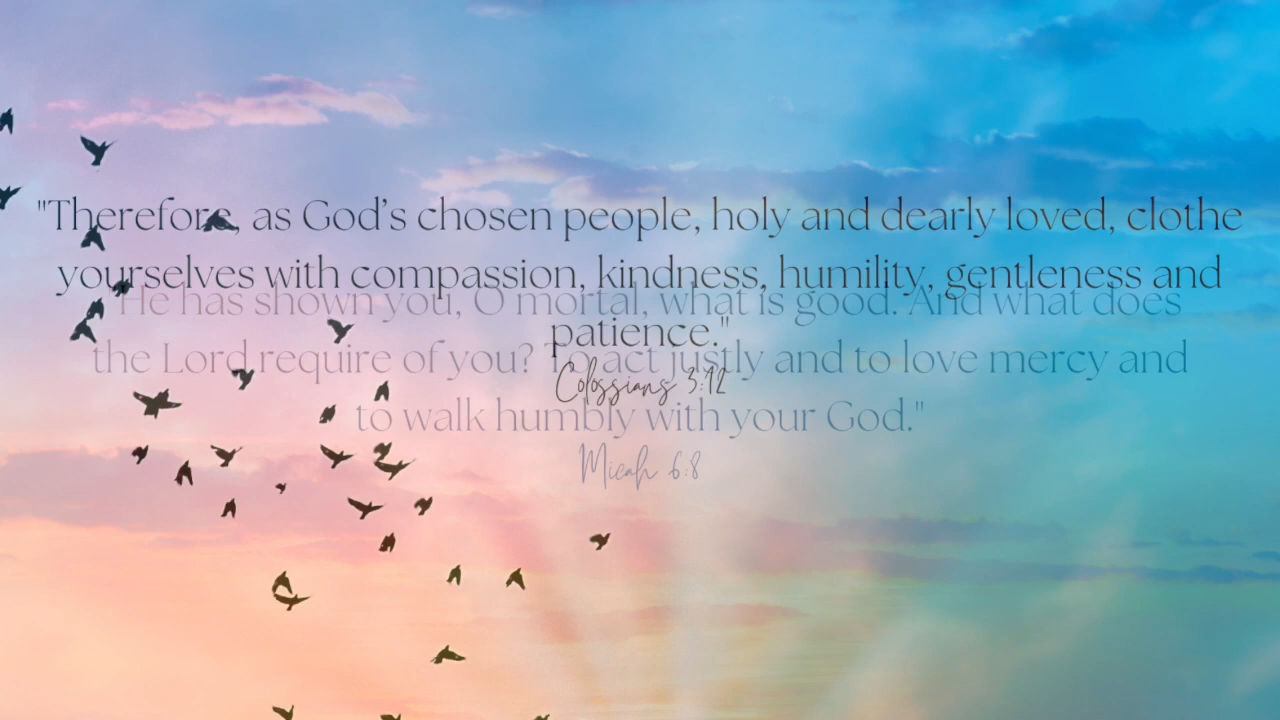 "Therefore, as God’s chosen people, holy and dearly loved, clothe
yourselves with compassion, kindness, humility, gentleness and
patience."
Colossians 3:12
"He has shown you, O mortal, what is good. And what does
the Lord require of you? To act justly and to love mercy and
to walk humbly with your God."
Micah 6:8